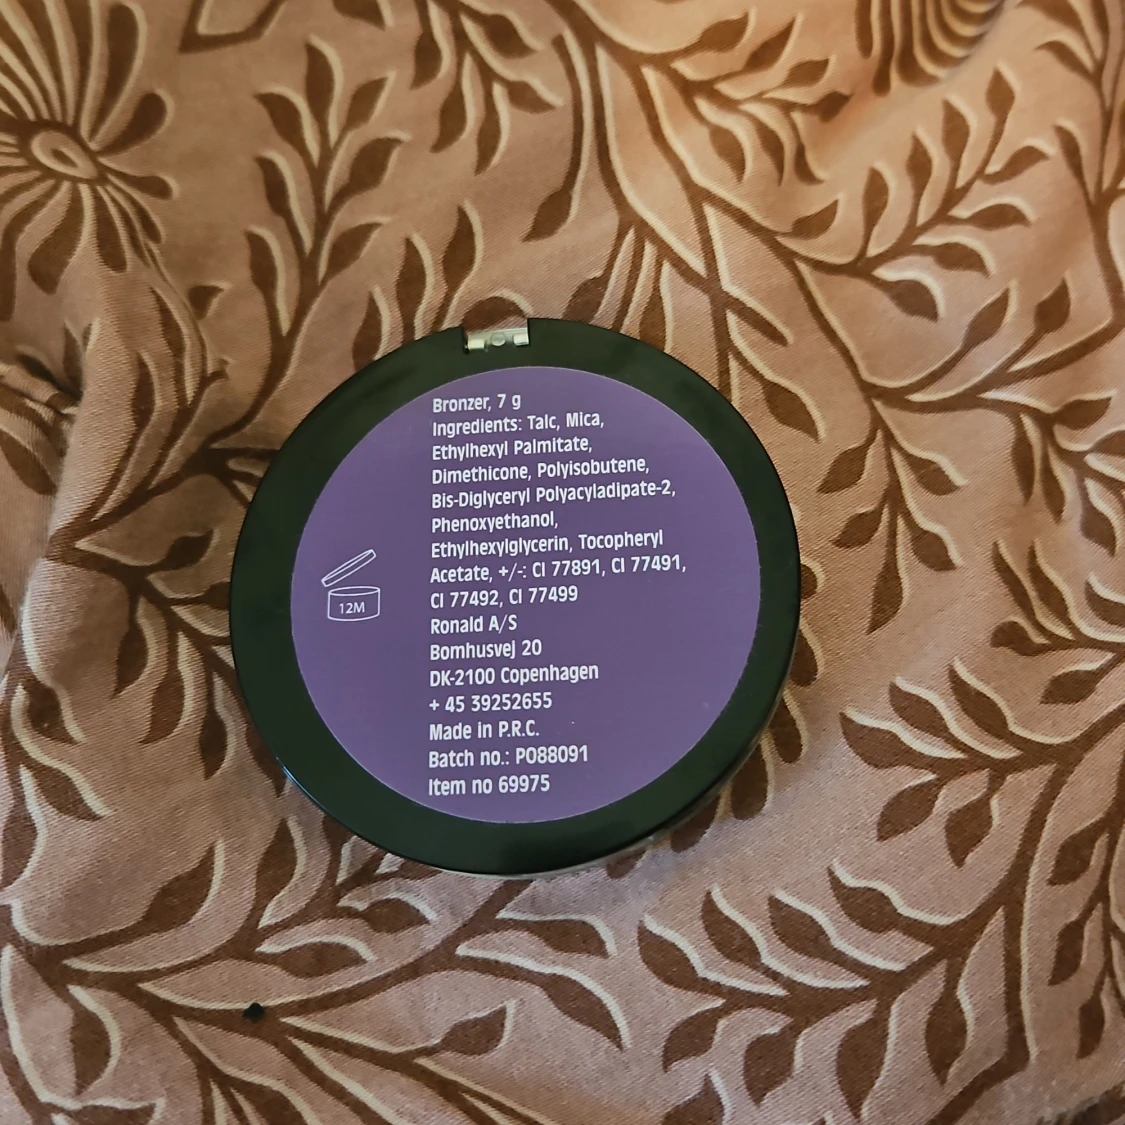 Bronzer, 7 g
Ingredients: Talc, Mica,
Ethylhexyl Palmitate,
Dimethicone, Polyisobutene,
Bis-Diglyceryl Polyacyladipate-2,
Phenoxyethanol,
Ethylhexylglycerin, Tocopheryl
Acetate, +/-: CI 77891, CI 77491,
CI 77492, CI 77499
12M
Ronald A/S
Bomhusvej 20
DK-2100 Copenhagen
+ 45 39252655
Made in P.R.C.
Batch no.: PO88091
Item no 69975